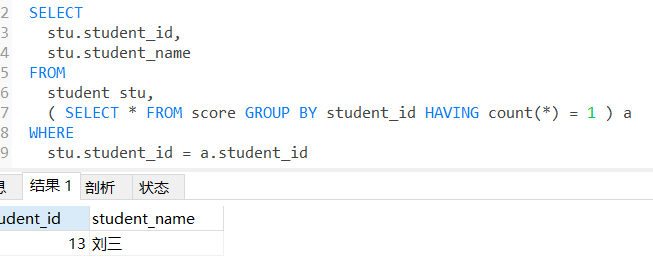 2 SELECT
3 stu.student_id,
4 stu.student_name
5 FROM
6 student stu,
7 ( SELECT * FROM score GROUP BY student_id HAVING count(*) = 1 ) a
8 WHERE
9 stu.student_id = a.student_id
息 结果 1 剖析 状态
udent_id student_name
13 刘三